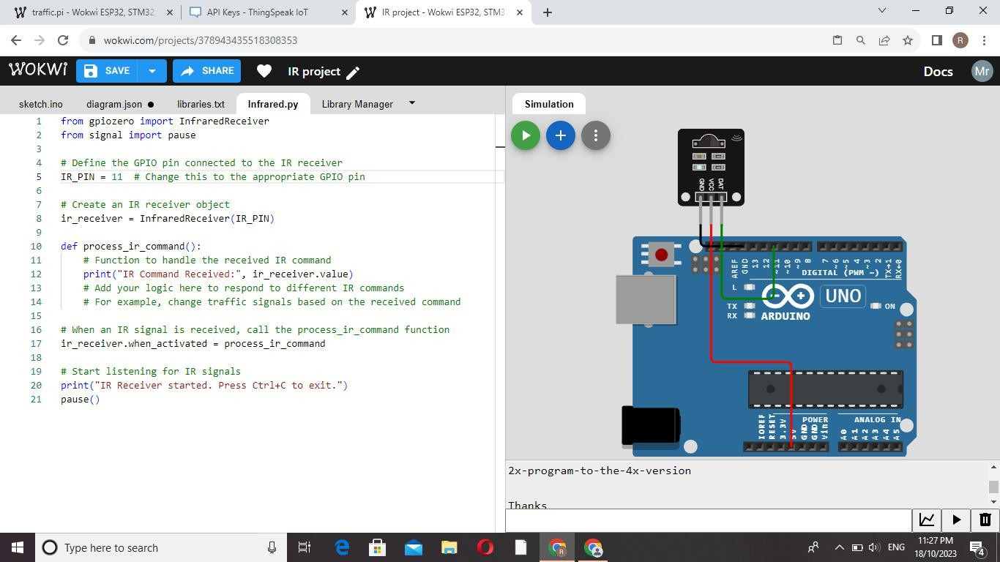 traffic.pi - Wokwi ESP32, STM32
API Keys - ThingSpeak IoT
IR project - Wokwi ESP32, STM3
wokwi.com/projects/378943435518308353
R
WOKWi
SAVE
SHARE
IR project
Docs
Mr
sketch.ino
diagram.json
libraries.txt
Infrared.py
Library Manager
1 from gpiozero import InfraredReceiver
2 from signal import pause
3
4 # Define the GPIO pin connected to the IR receiver
5 IR_PIN = 11  # Change this to the appropriate GPIO pin
6
7 # Create an IR receiver object
8 ir_receiver = InfraredReceiver(IR_PIN)
9
10 def process_ir_command():
11     # Function to handle the received IR command
12     print("IR Command Received:", ir_receiver.value)
13     # Add your logic here to respond to different IR commands
14     # For example, change traffic signals based on the received command
15
16 # When an IR signal is received, call the process_ir_command function
17 ir_receiver.when_activated = process_ir_command
18
19 # Start listening for IR signals
20 print("IR Receiver started. Press Ctrl+C to exit.")
21 pause()
Simulation
GND
VCC
DAT
AREF
GND
13
12
~11
~10
~9
8
7
~6
~5
4
~3
2
TX→1
RX←0
DIGITAL (PWM ~)
L
TX
RX
UNO
ON
ARDUINO
IOREF
RESET
3.3V
5V
GND
GND
Vin
POWER
ANALOG IN
A0
A1
A2
A3
A4
A5
2x-program-to-the-4x-version
Thanks
Type here to search
R
ENG
11:27 PM
18/10/2023
4